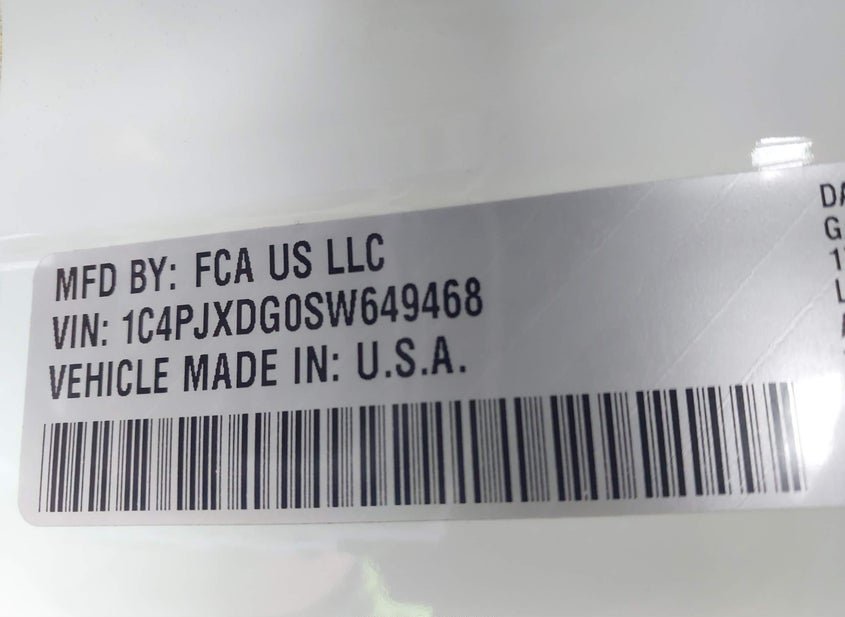 MFD BY: FCA US LLC
VIN: 1C4PJXDG0SW649468
VEHICLE MADE IN: U.S.A.